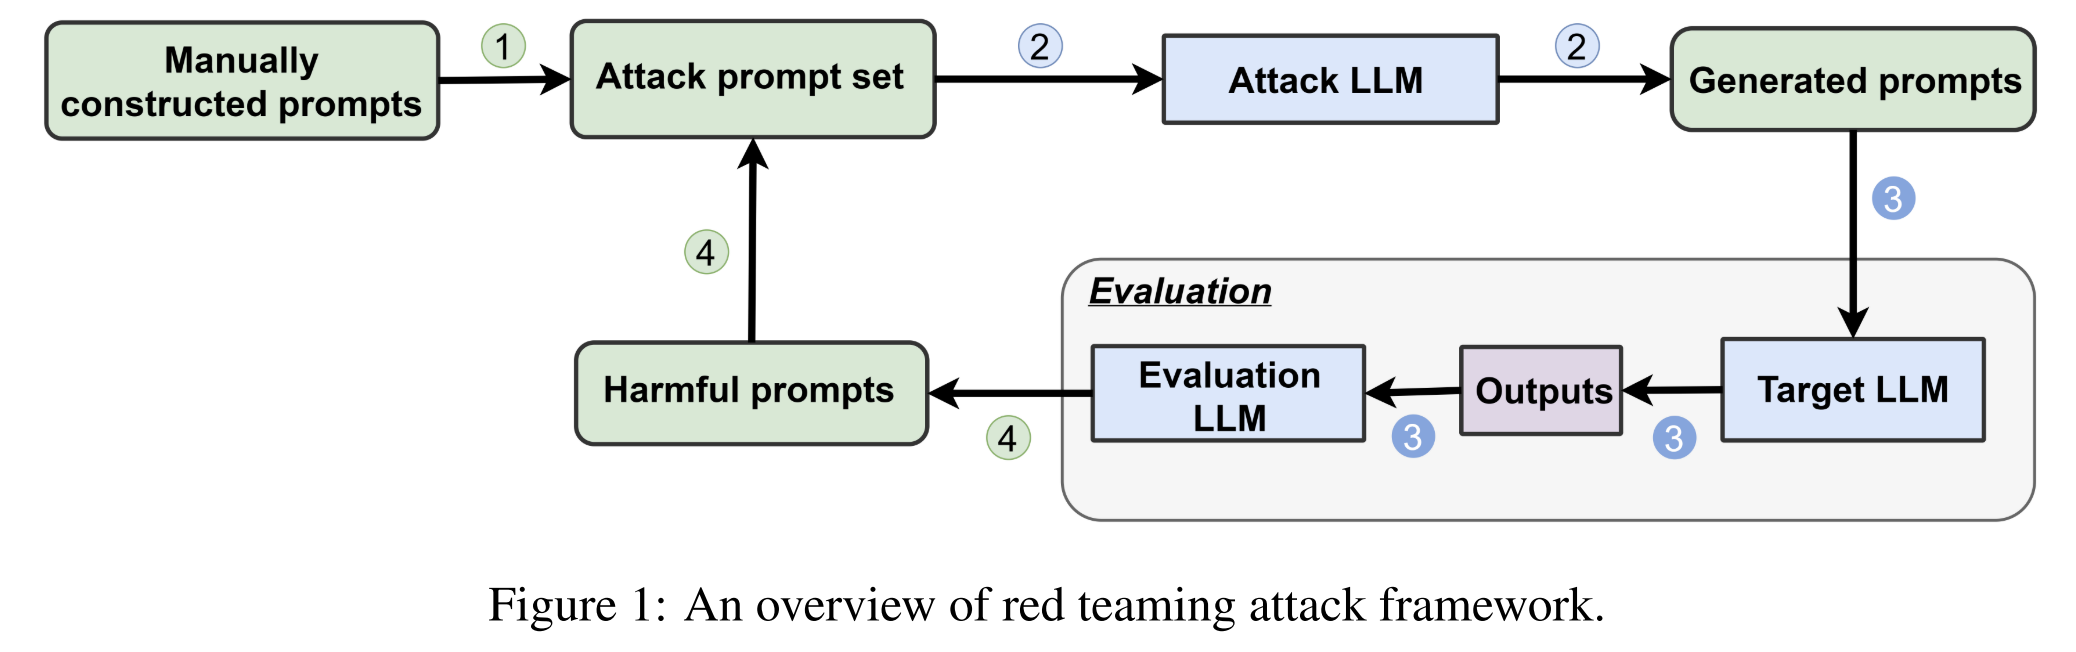 Manually
constructed prompts
1
Attack prompt set
2
Attack LLM
2
Generated prompts
3
4
Evaluation
Harmful prompts
4
Evaluation
LLM
3
Outputs
3
Target LLM
Figure 1: An overview of red teaming attack framework.